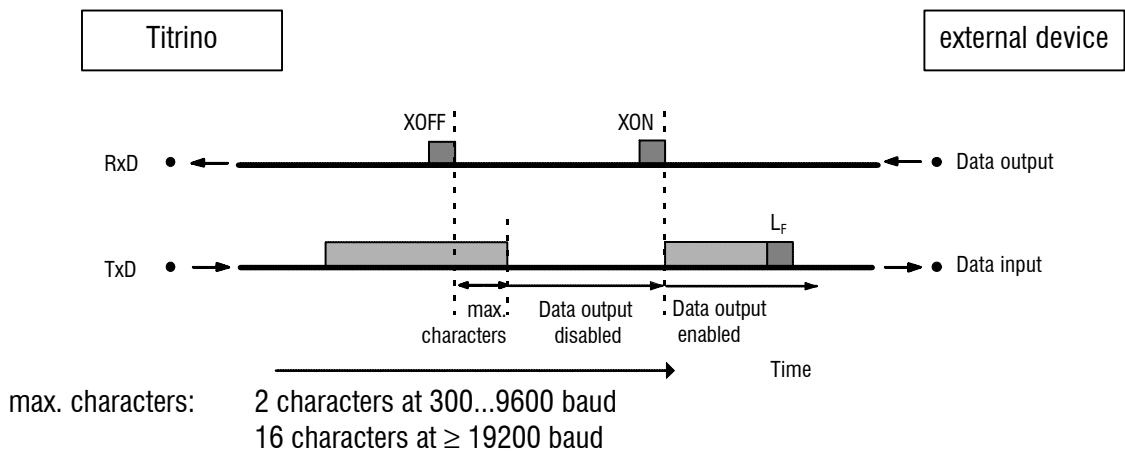 Titrino
external device
XOFF
XON
RxD
Data output
L_F
TxD
Data input
max.
characters
Data output
disabled
Data output
enabled
Time
max. characters: 2 characters at 300...9600 baud
16 characters at ≥ 19200 baud